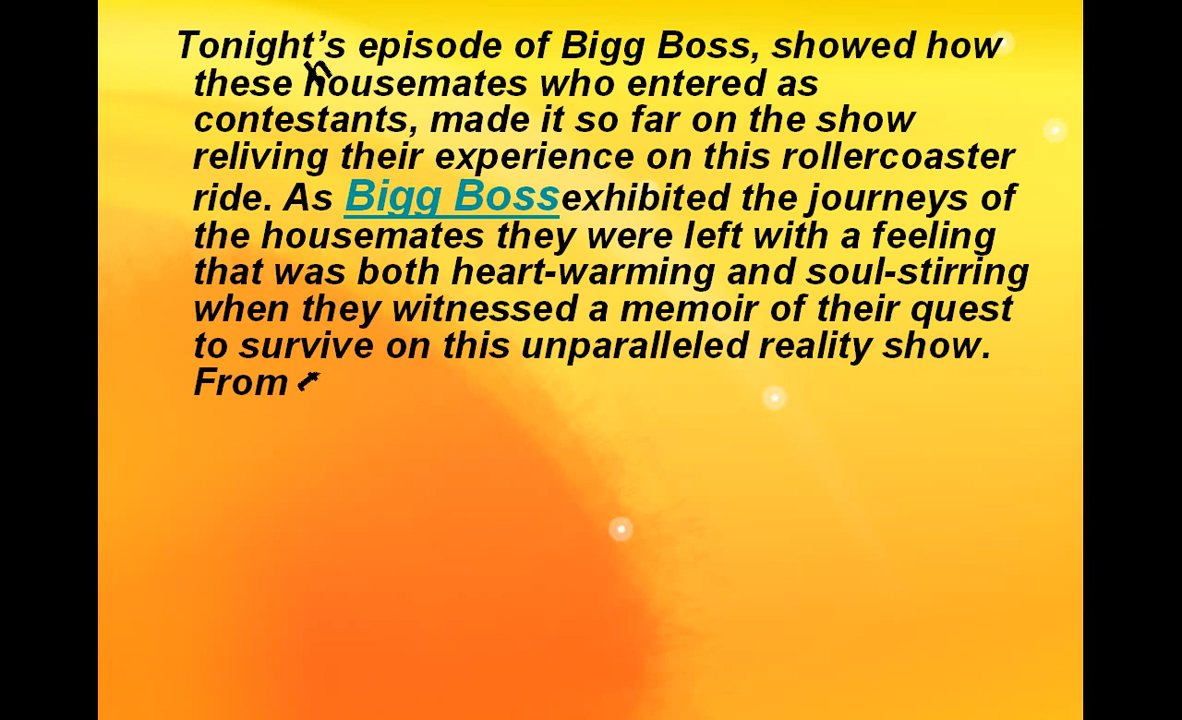 Tonight’s episode of Bigg Boss, showed how
these housemates who entered as
contestants, made it so far on the show
reliving their experience on this rollercoaster
ride. As Bigg Bossexhibited the journeys of
the housemates they were left with a feeling
that was both heart-warming and soul-stirring
when they witnessed a memoir of their quest
to survive on this unparalleled reality show.
From